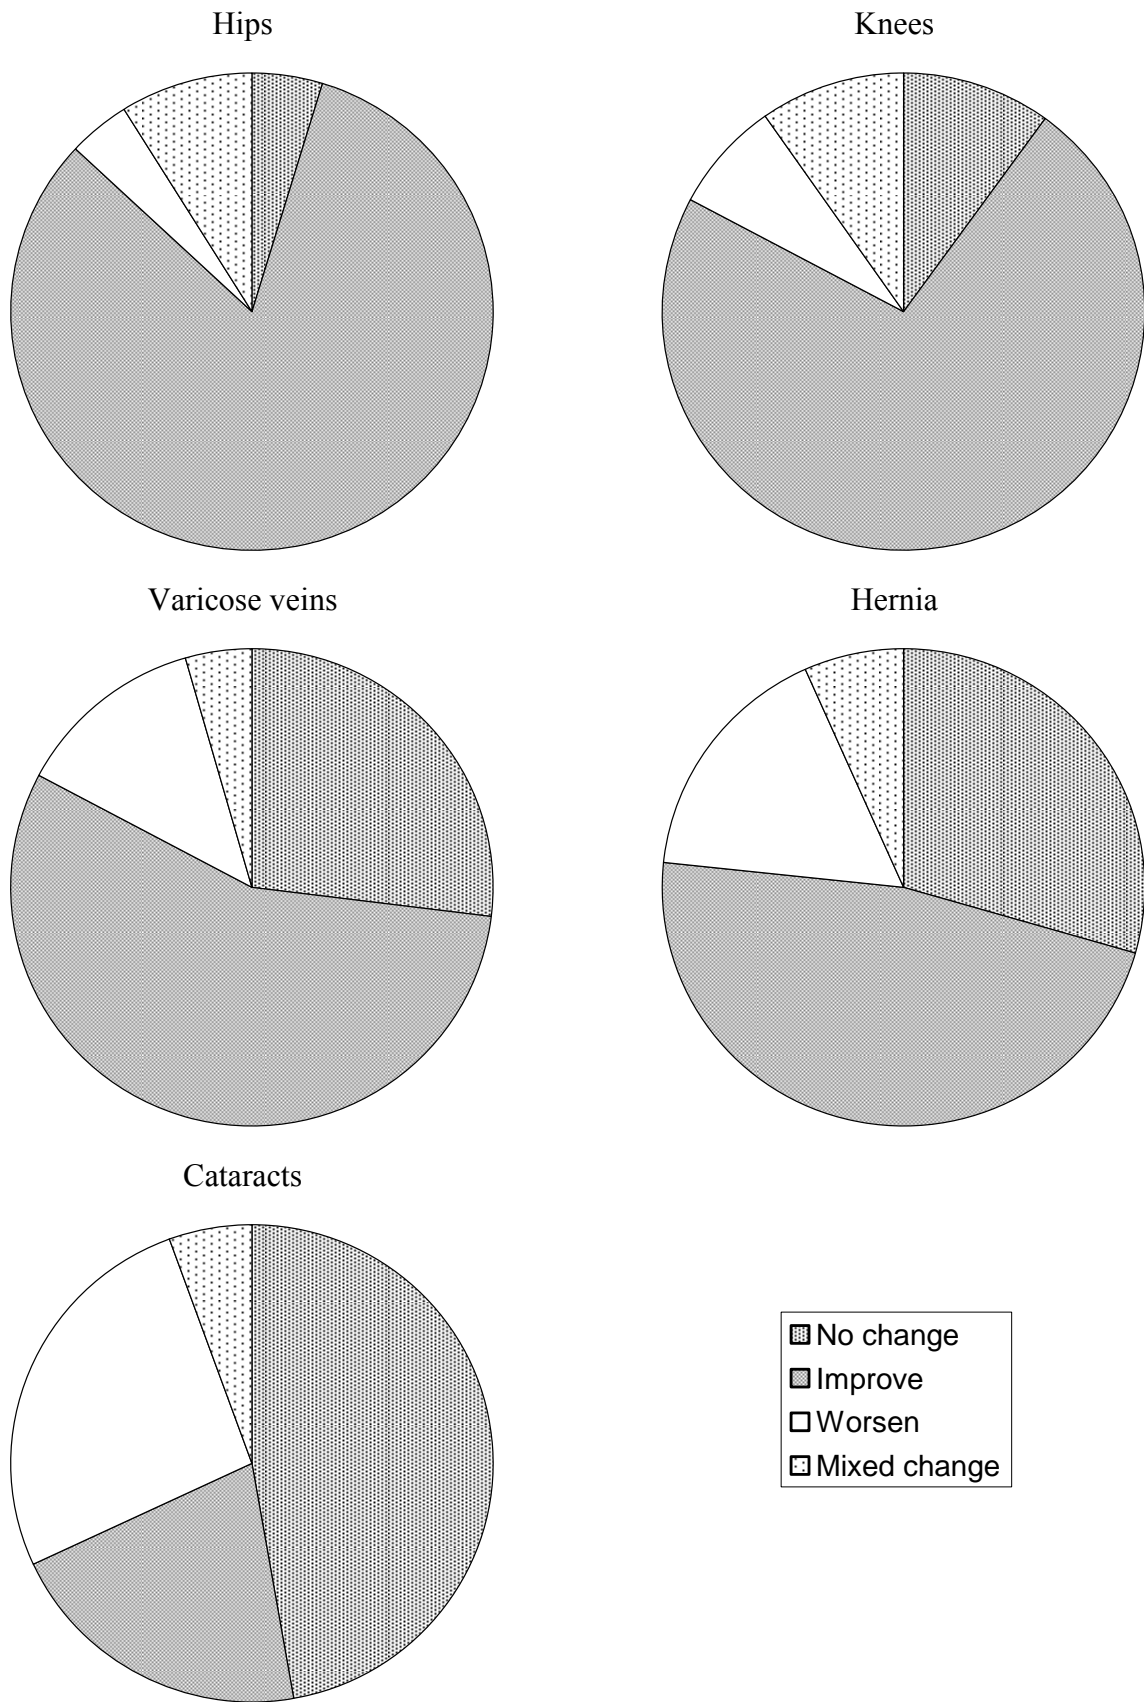 Hips
Knees
Varicose veins
Hernia
Cataracts
No change
Improve
Worsen
Mixed change